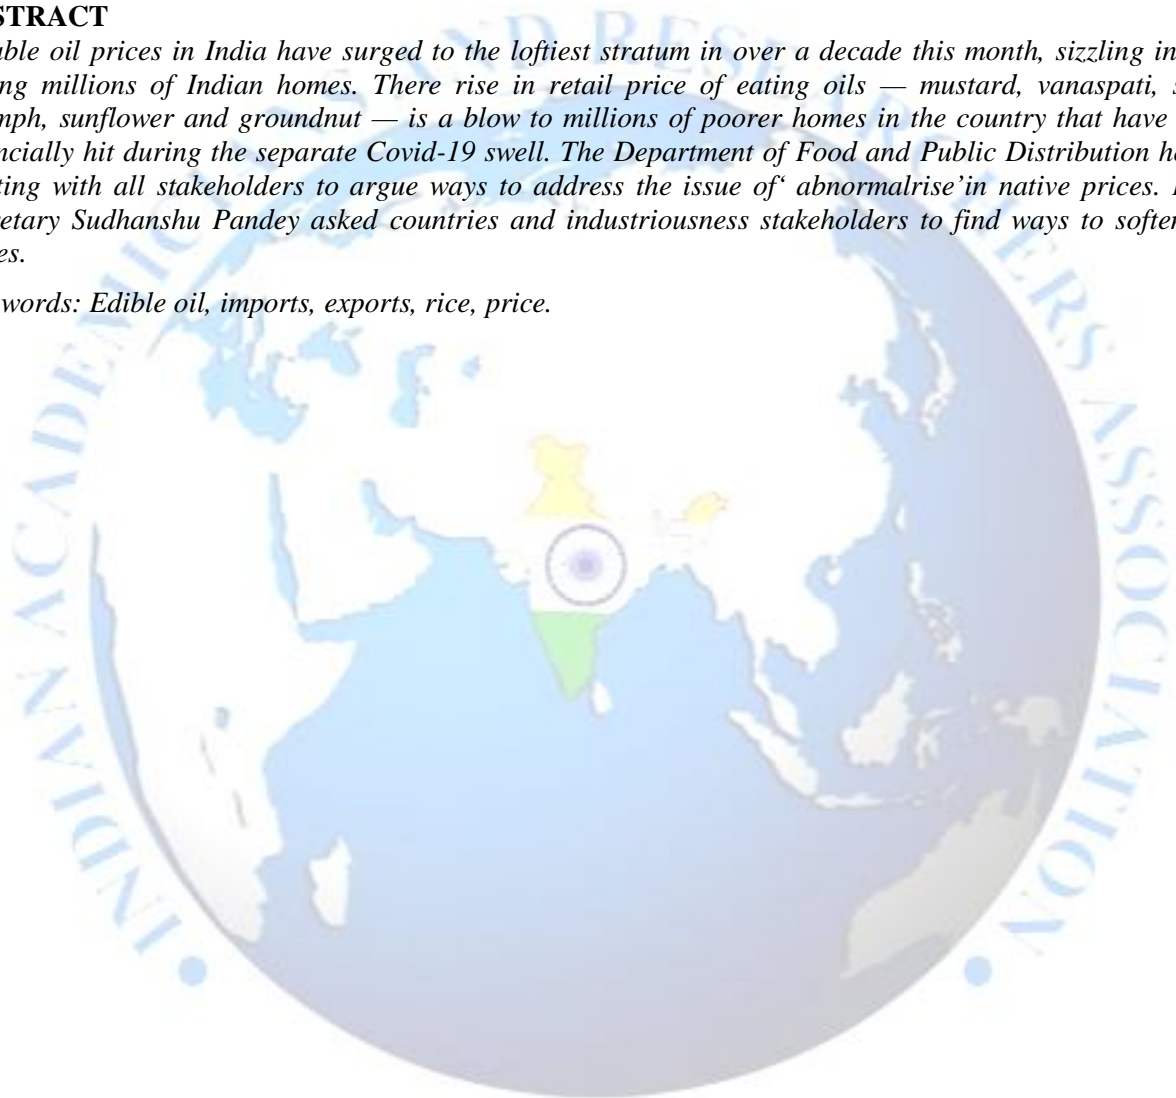 STRACT
ble oil prices in India have surged to the loftiest stratum in over a decade this month, sizzling in
ng millions of Indian homes. There rise in retail price of eating oils — mustard, vanaspati, s
mph, sunflower and groundnut — is a blow to millions of poorer homes in the country that have
ncially hit during the separate Covid-19 swell. The Department of Food and Public Distribution h
ting with all stakeholders to argue ways to address the issue of‘ abnormalrise’in native prices.
retary Sudhanshu Pandey asked countries and industriousness stakeholders to find ways to soften
es.
words: Edible oil, imports, exports, rice, price.
INDIAN ACADEMICIANS AND RESEARCHERS ASSOCIATION